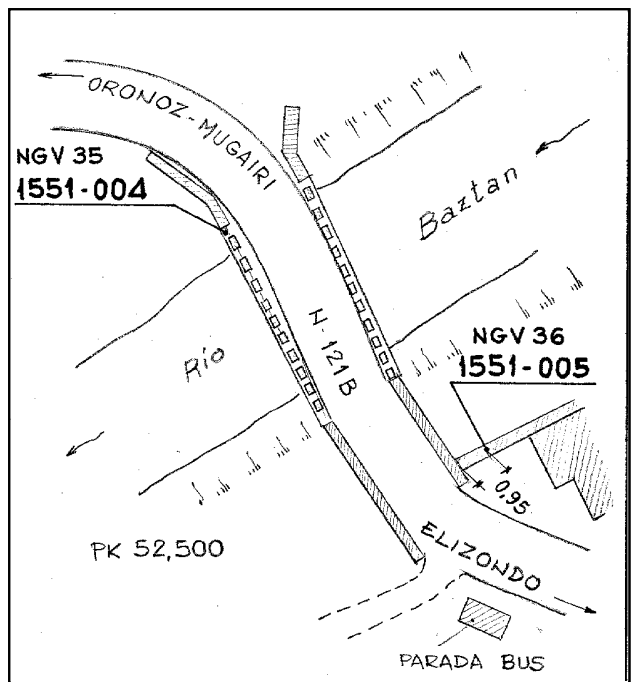 ORONOZ-MUGAIRI
NGV 35
1551-004
Baztan
N-121B
Río
NGV 36
1551-005
0,95
PK 52,500
ELIZONDO
PARADA BUS